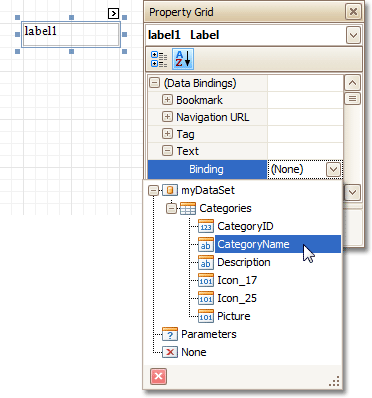 label1
Property Grid
label1 Label
(Data Bindings)
Bookmark
Navigation URL
Tag
Text
Binding (None)
myDataSet
Categories
CategoryID
CategoryName
Description
Icon_17
Icon_25
Picture
Parameters
None